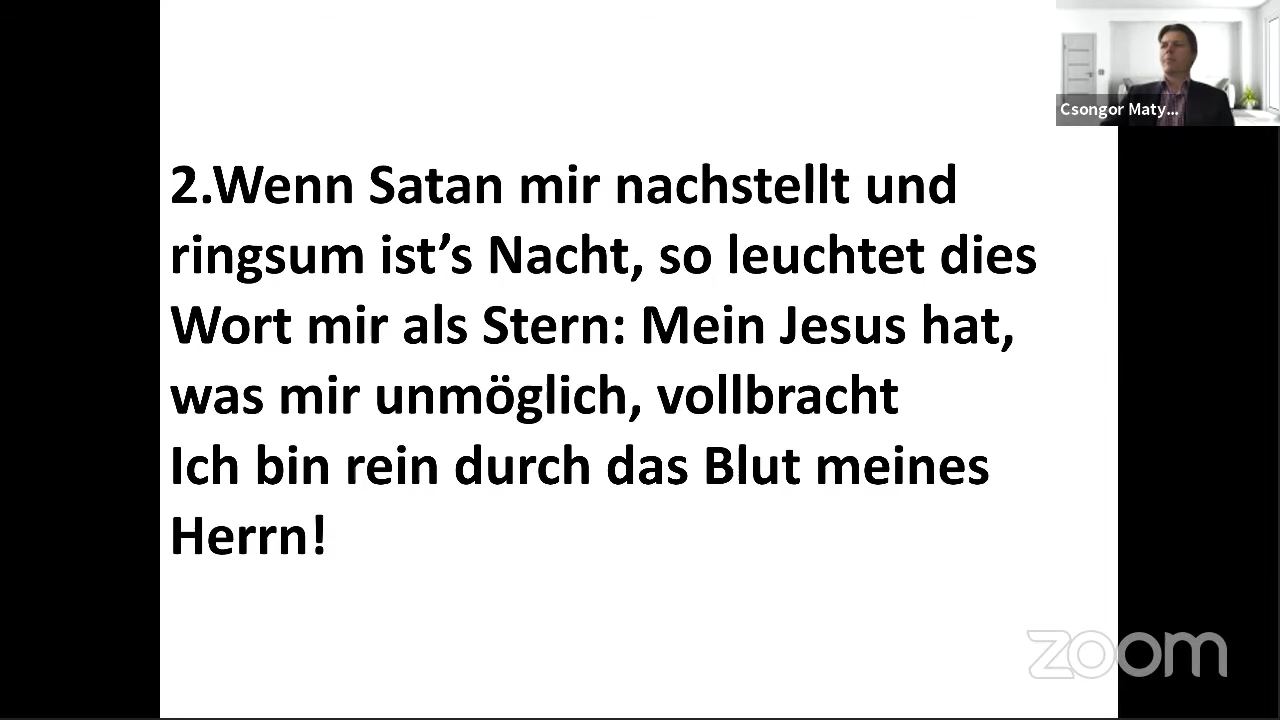 Csongor Maty...
2.Wenn Satan mir nachstellt und
ringsum ist’s Nacht, so leuchtet dies
Wort mir als Stern: Mein Jesus hat,
was mir unmöglich, vollbracht
Ich bin rein durch das Blut meines
Herrn!
zoom